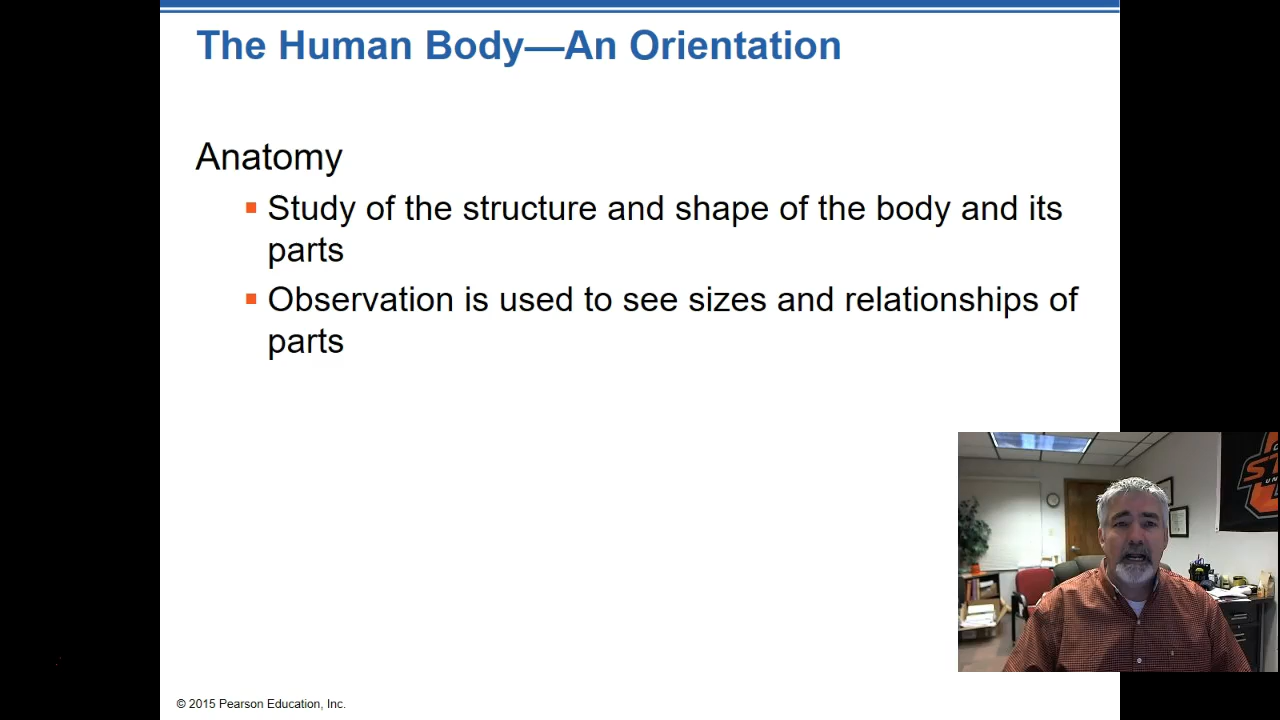 The Human Body—An Orientation
Anatomy
Study of the structure and shape of the body and its
parts
Observation is used to see sizes and relationships of
parts
© 2015 Pearson Education, Inc.